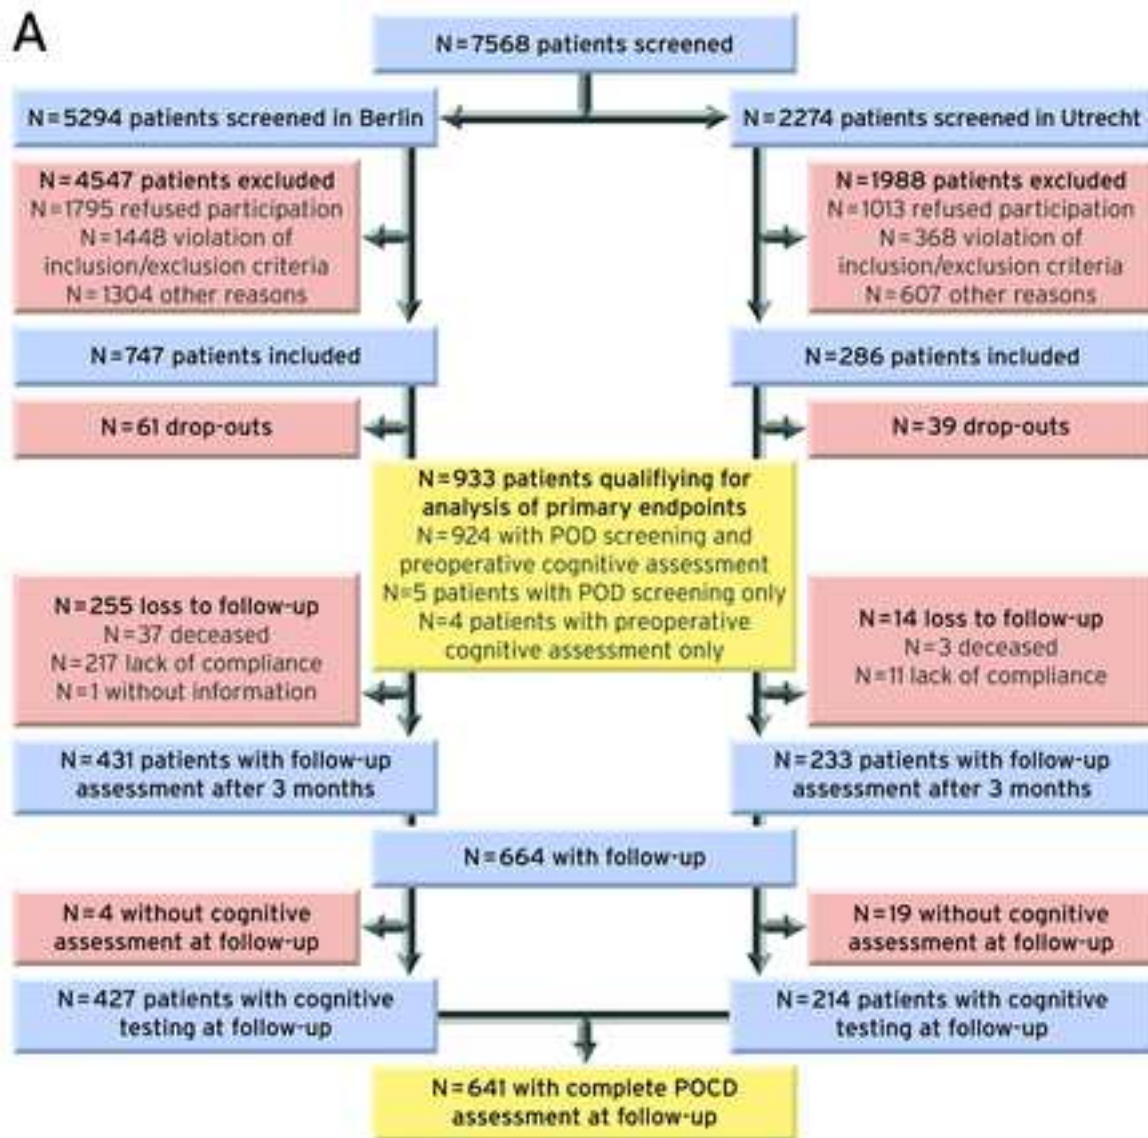 A
N=7568 patients screened
N=5294 patients screened in Berlin
N=2274 patients screened in Utrecht
N=4547 patients excluded
N=1795 refused participation
N=1448 violation of
inclusion/exclusion criteria
N=1304 other reasons
N=1988 patients excluded
N=1013 refused participation
N=368 violation of
inclusion/exclusion criteria
N=607 other reasons
N=747 patients included
N=286 patients included
N=61 drop-outs
N=39 drop-outs
N=933 patients qualifiying for
analysis of primary endpoints
N=924 with POD screening and
preoperative cognitive assessment
N=5 patients with POD screening only
N=4 patients with preoperative
cognitive assessment only
N=255 loss to follow-up
N=37 deceased
N=217 lack of compliance
N=1 without information
N=14 loss to follow-up
N=3 deceased
N=11 lack of compliance
N=431 patients with follow-up
assessment after 3 months
N=233 patients with follow-up
assessment after 3 months
N=664 with follow-up
N=4 without cognitive
assessment at follow-up
N=19 without cognitive
assessment at follow-up
N=427 patients with cognitive
testing at follow-up
N=214 patients with cognitive
testing at follow-up
N=641 with complete POCD
assessment at follow-up